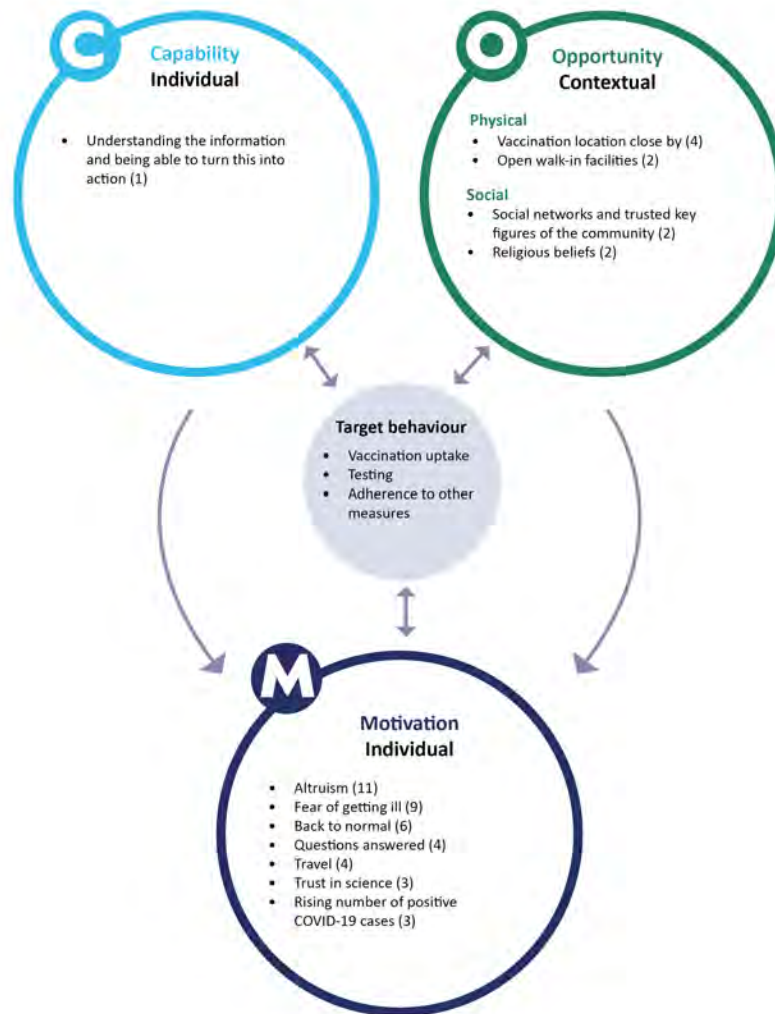 C
Capability
Individual
• Understanding the information
and being able to turn this into
action (1)
O
Opportunity
Contextual
Physical
• Vaccination location close by (4)
• Open walk-in facilities (2)
Social
• Social networks and trusted key
figures of the community (2)
• Religious beliefs (2)
Target behaviour
• Vaccination uptake
• Testing
• Adherence to other
measures
M
Motivation
Individual
• Altruism (11)
• Fear of getting ill (9)
• Back to normal (6)
• Questions answered (4)
• Travel (4)
• Trust in science (3)
• Rising number of positive
COVID-19 cases (3)